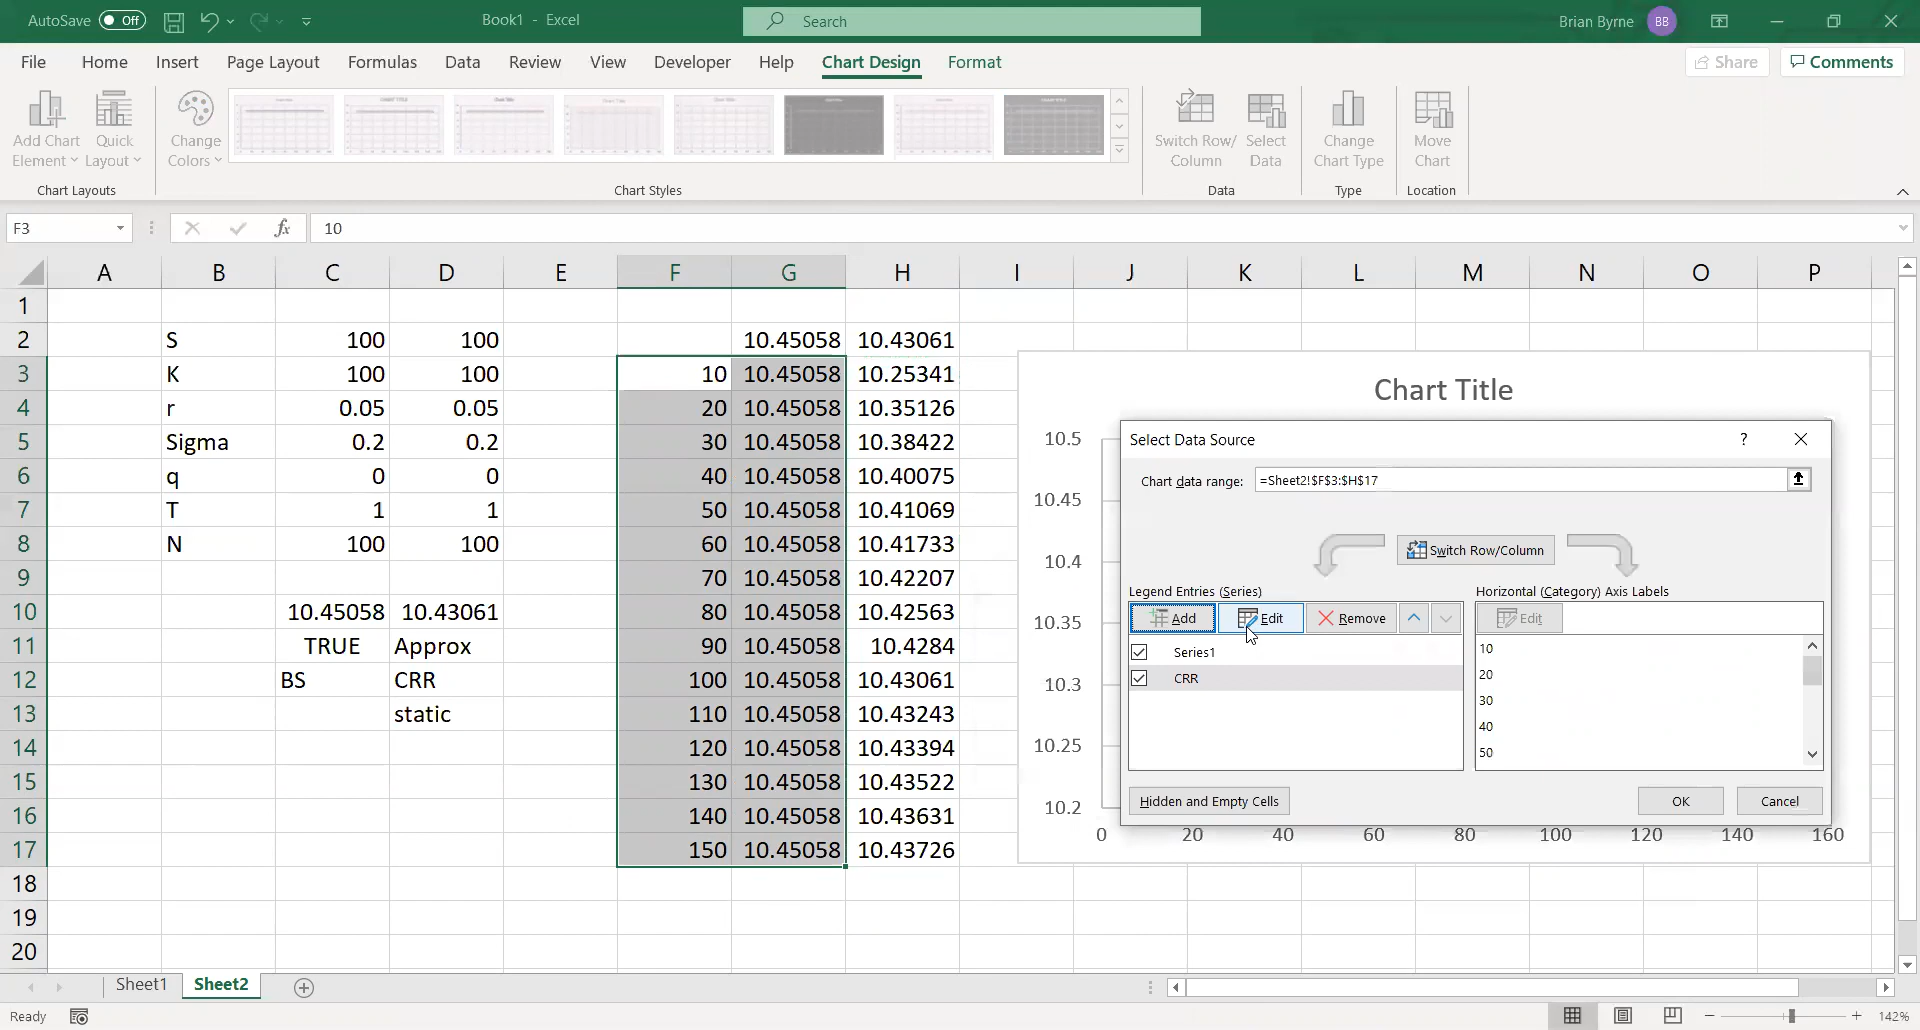 AutoSave Off Book1 - Excel Search Brian Byrne BB
File Home Insert Page Layout Formulas Data Review View Developer Help Chart Design Format Share Comments
Add Chart Element Quick Layout Change Colors Switch Row/ Column Select Data Change Chart Type Move Chart
Chart Layouts Chart Styles Data Type Location
F3 fx 10
A B C D E F G H I J K L M N O P
1
2 S 100 100 10.45058 10.43061
3 K 100 100 10 10.45058 10.25341
4 r 0.05 0.05 20 10.45058 10.35126
5 Sigma 0.2 0.2 30 10.45058 10.38422
6 q 0 0 40 10.45058 10.40075
7 T 1 1 50 10.45058 10.41069
8 N 100 100 60 10.45058 10.41733
9 70 10.45058 10.42207
10 10.45058 10.43061 80 10.45058 10.42563
11 TRUE Approx 90 10.45058 10.4284
12 BS CRR 100 10.45058 10.43061
13 static 110 10.45058 10.43243
14 120 10.45058 10.43394
15 130 10.45058 10.43522
16 140 10.45058 10.43631
17 150 10.45058 10.43726
18
19
20
Chart Title
10.5
10.45
10.4
10.35
10.3
10.25
10.2
0 20 40 60 80 100 120 140 160
Select Data Source ?
Chart data range: =Sheet2!$F$3:$H$17
Switch Row/Column
Legend Entries (Series) Horizontal (Category) Axis Labels
Add Edit Remove Edit
Series1 10
CRR 20
30
40
50
Hidden and Empty Cells OK Cancel
Sheet1 Sheet2
Ready 142%